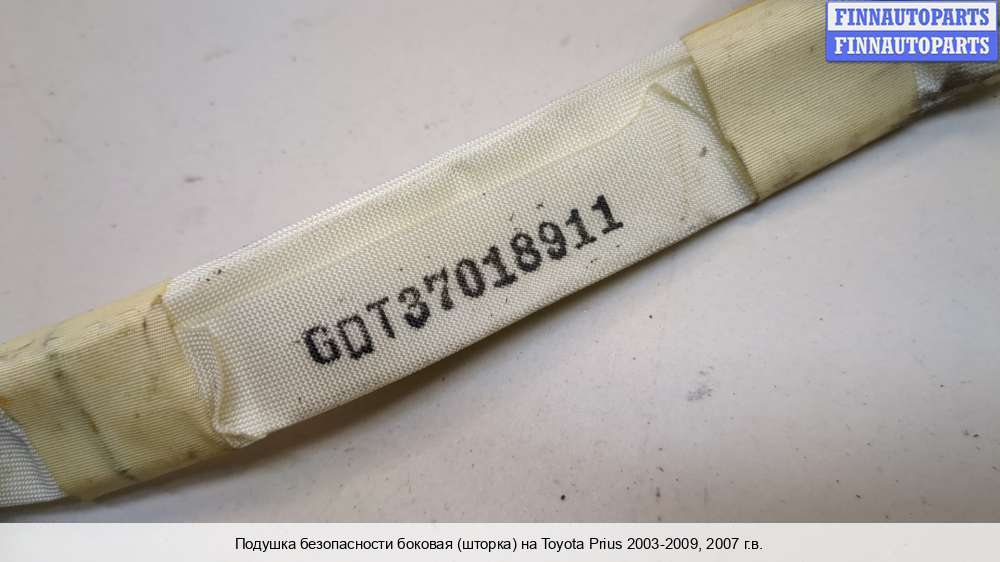 FINNAUTOPARTS
FINNAUTOPARTS
GQT37018911
Подушка безопасности боковая (шторка) на Toyota Prius 2003-2009, 2007 г.в.